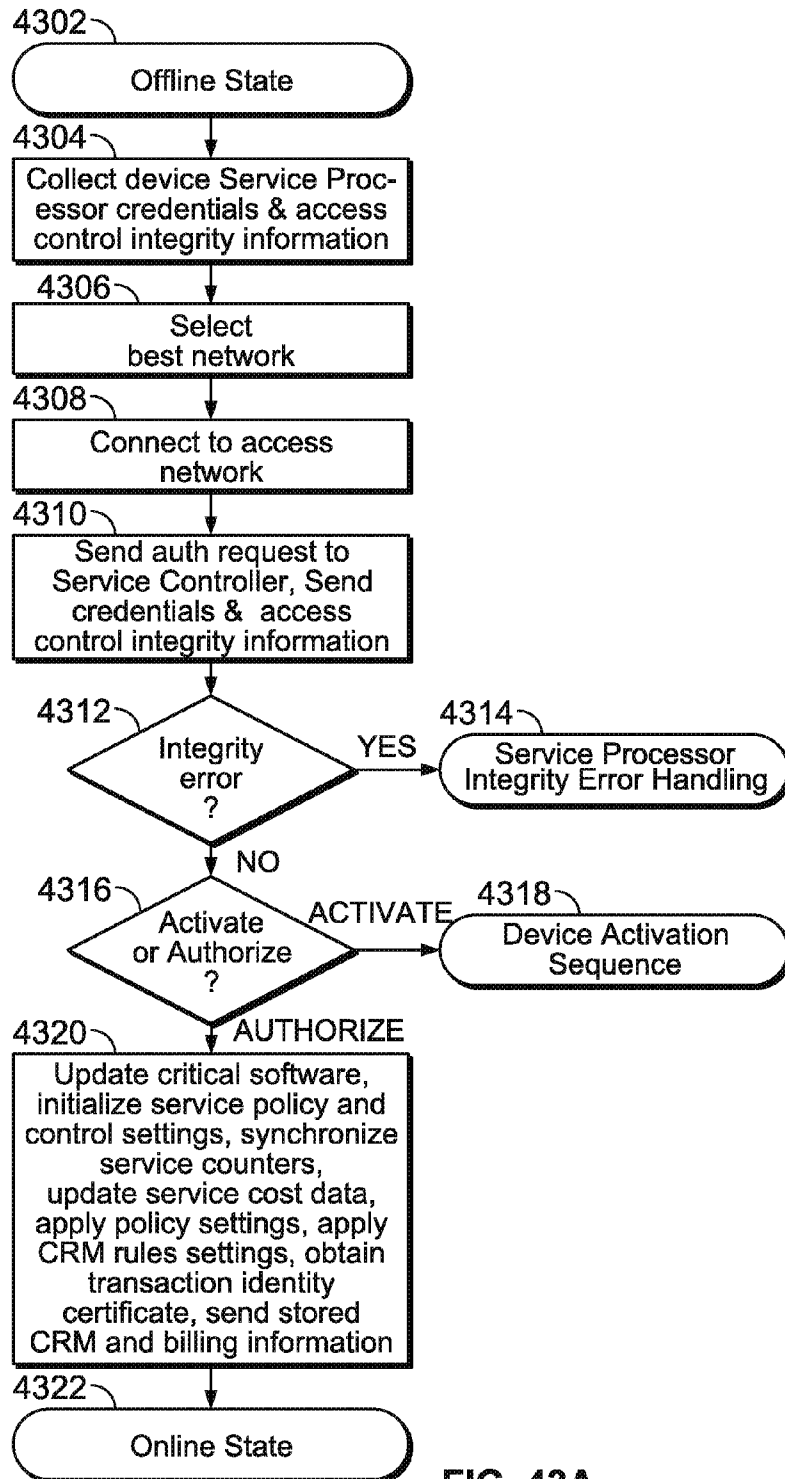 4302
Offline State
4304
Collect device Service Proc-
essor credentials & access
control integrity information
4306
Select
best network
4308
Connect to access
network
4310
Send auth request to
Service Controller, Send
credentials & access
control integrity information
4312
Integrity
error
?
YES
4314
Service Processor
Integrity Error Handling
NO
4316
Activate
or Authorize
?
ACTIVATE
4318
Device Activation
Sequence
AUTHORIZE
4320
Update critical software,
initialize service policy and
control settings, synchronize
service counters,
update service cost data,
apply policy settings, apply
CRM rules settings, obtain
transaction identity
certificate, send stored
CRM and billing information
4322
Online State
FIG. 43A